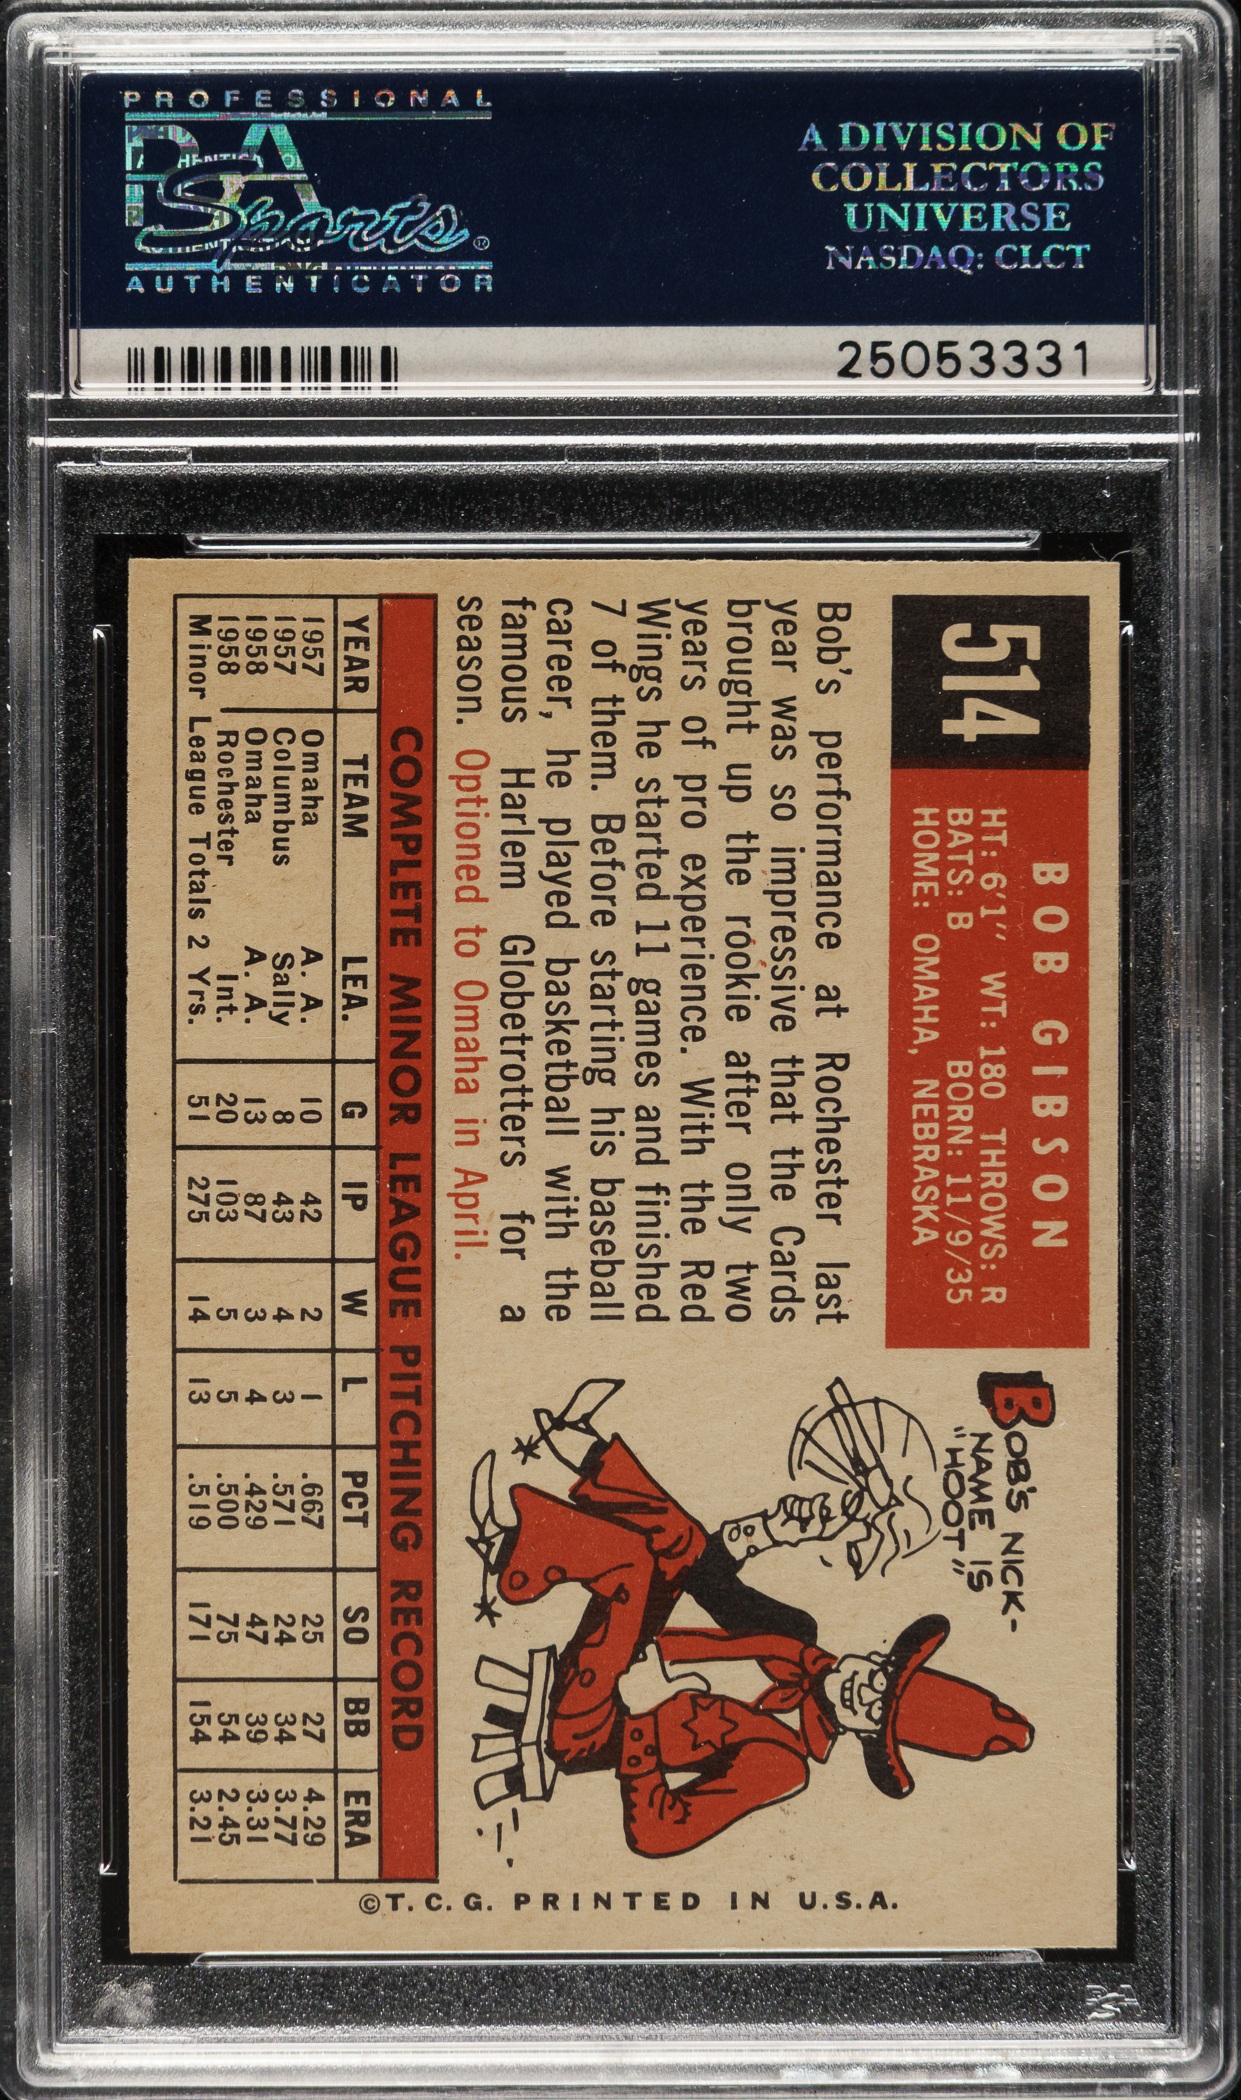 PROFESSIONAL
PSA
Sports®
AUTHENTICATOR
A DIVISION OF
COLLECTORS
UNIVERSE
NASDAQ: CLCT
25053331
514
BOB GIBSON
HT: 6'1" WT: 180 THROWS: R
BATS: B BORN: 11/9/35
HOME: OMAHA, NEBRASKA
Bob's performance at Rochester last
year was so impressive that the Cards
brought up the rookie after only two
years of pro experience. With the Red
Wings he started 11 games and finished
7 of them. Before starting his baseball
career, he played basketball with the
famous Harlem Globetrotters for a
season. Optioned to Omaha in April.
BOB'S NICK-
NAME IS
"HOOT"
COMPLETE MINOR LEAGUE PITCHING RECORD
YEAR TEAM LEA. G IP W L PCT SO BB ERA
1957 Omaha A. A. 10 42 2 1 .667 25 27 4.29
1957 Columbus Sally 8 43 4 3 .571 24 34 3.77
1958 Omaha A. A. 13 87 3 4 .429 47 39 3.31
1958 Rochester Int. 20 103 5 5 .500 75 54 2.45
Minor League Totals 2 Yrs. 51 275 14 13 .519 171 154 3.21
©T.C.G. PRINTED IN U.S.A.